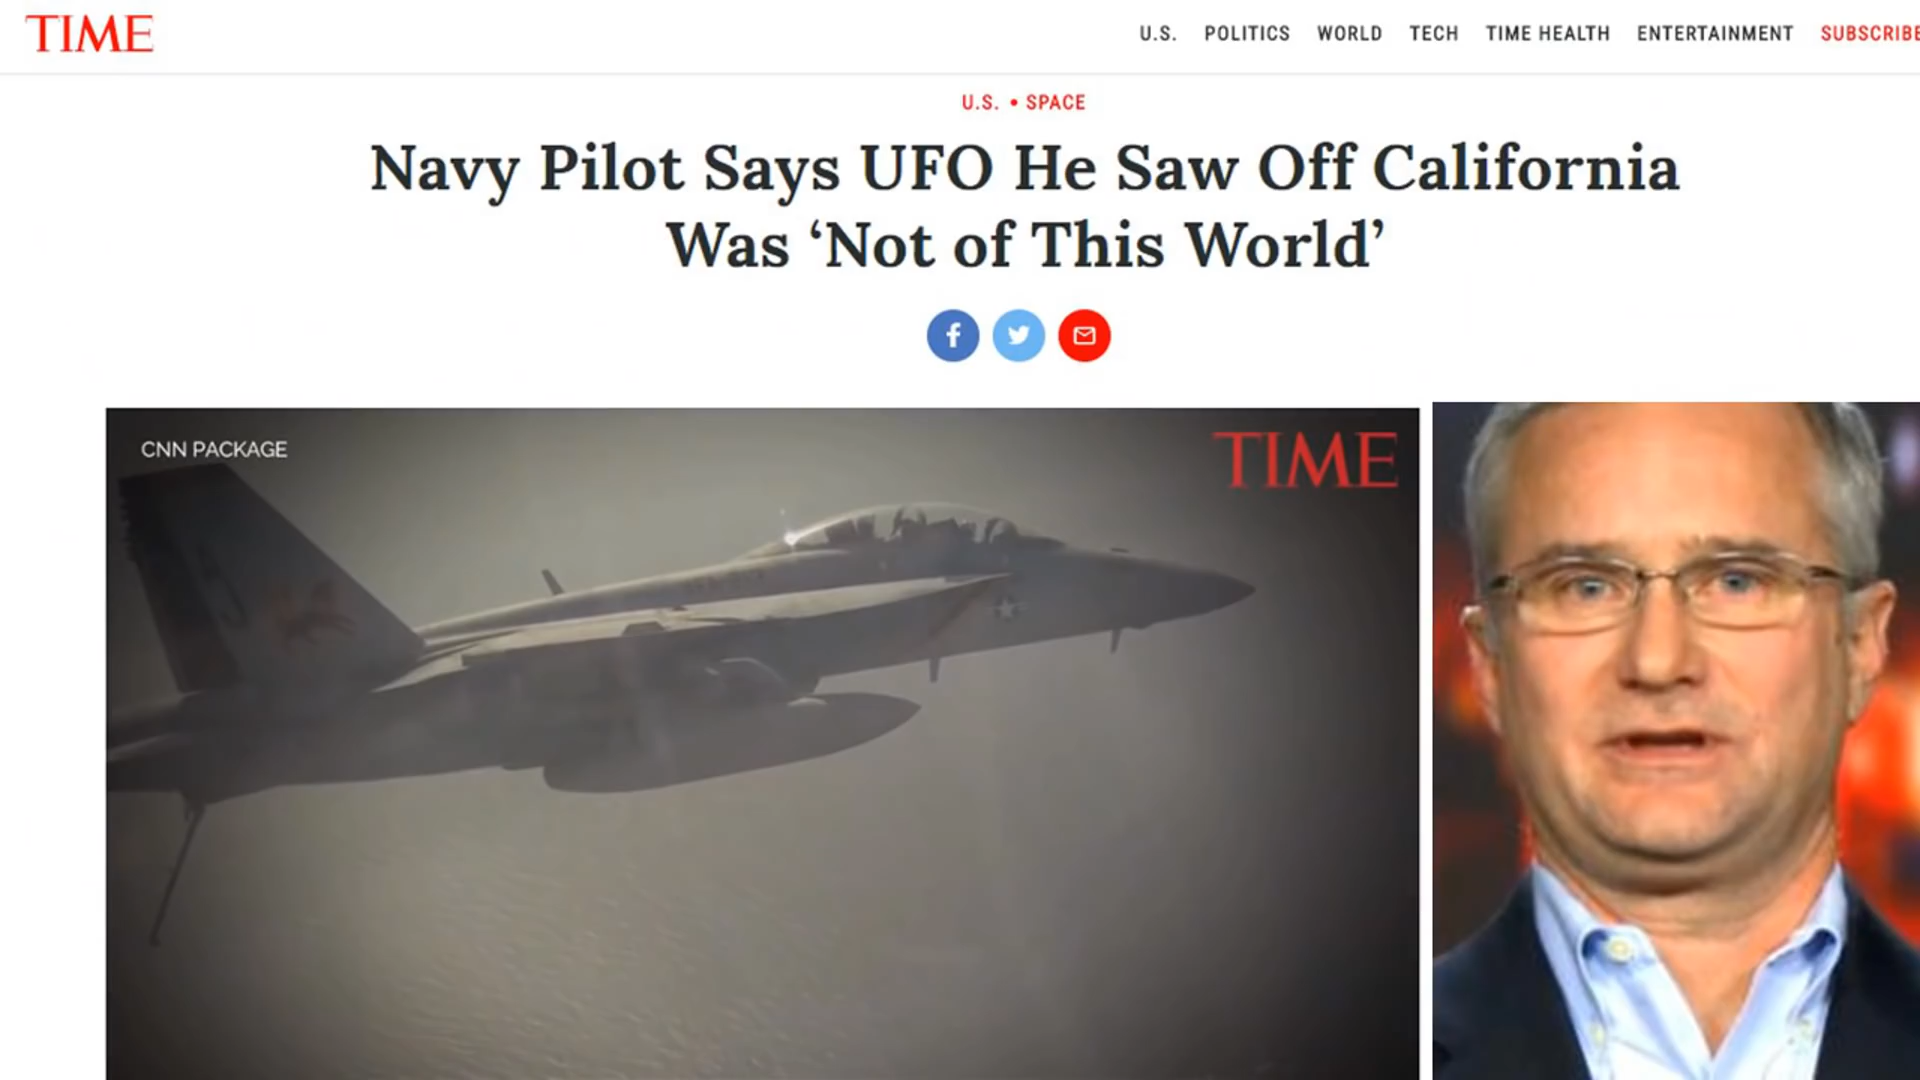 TIME
U.S. POLITICS WORLD TECH TIME HEALTH ENTERTAINMENT SUBSCRIBE
U.S. • SPACE
Navy Pilot Says UFO He Saw Off California
Was ‘Not of This World’
CNN PACKAGE
TIME